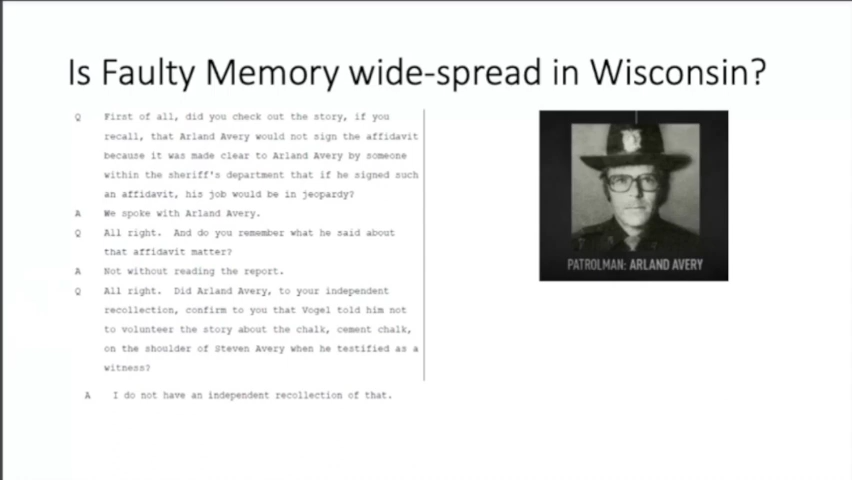 Is Faulty Memory wide-spread in Wisconsin?
Q First of all, did you check out the story, if you
recall, that Arland Avery would not sign the affidavit
because it was made clear to Arland Avery by someone
within the sheriff's department that if he signed such
an affidavit, his job would be in jeopardy?
A We spoke with Arland Avery.
Q All right. And do you remember what he said about
that affidavit matter?
A Not without reading the report.
Q All right. Did Arland Avery, to your independent
recollection, confirm to you that Vogel told him not
to volunteer the story about the chalk, cement chalk,
on the shoulder of Steven Avery when he testified as a
witness?
A I do not have an independent recollection of that.
PATROLMAN: ARLAND AVERY